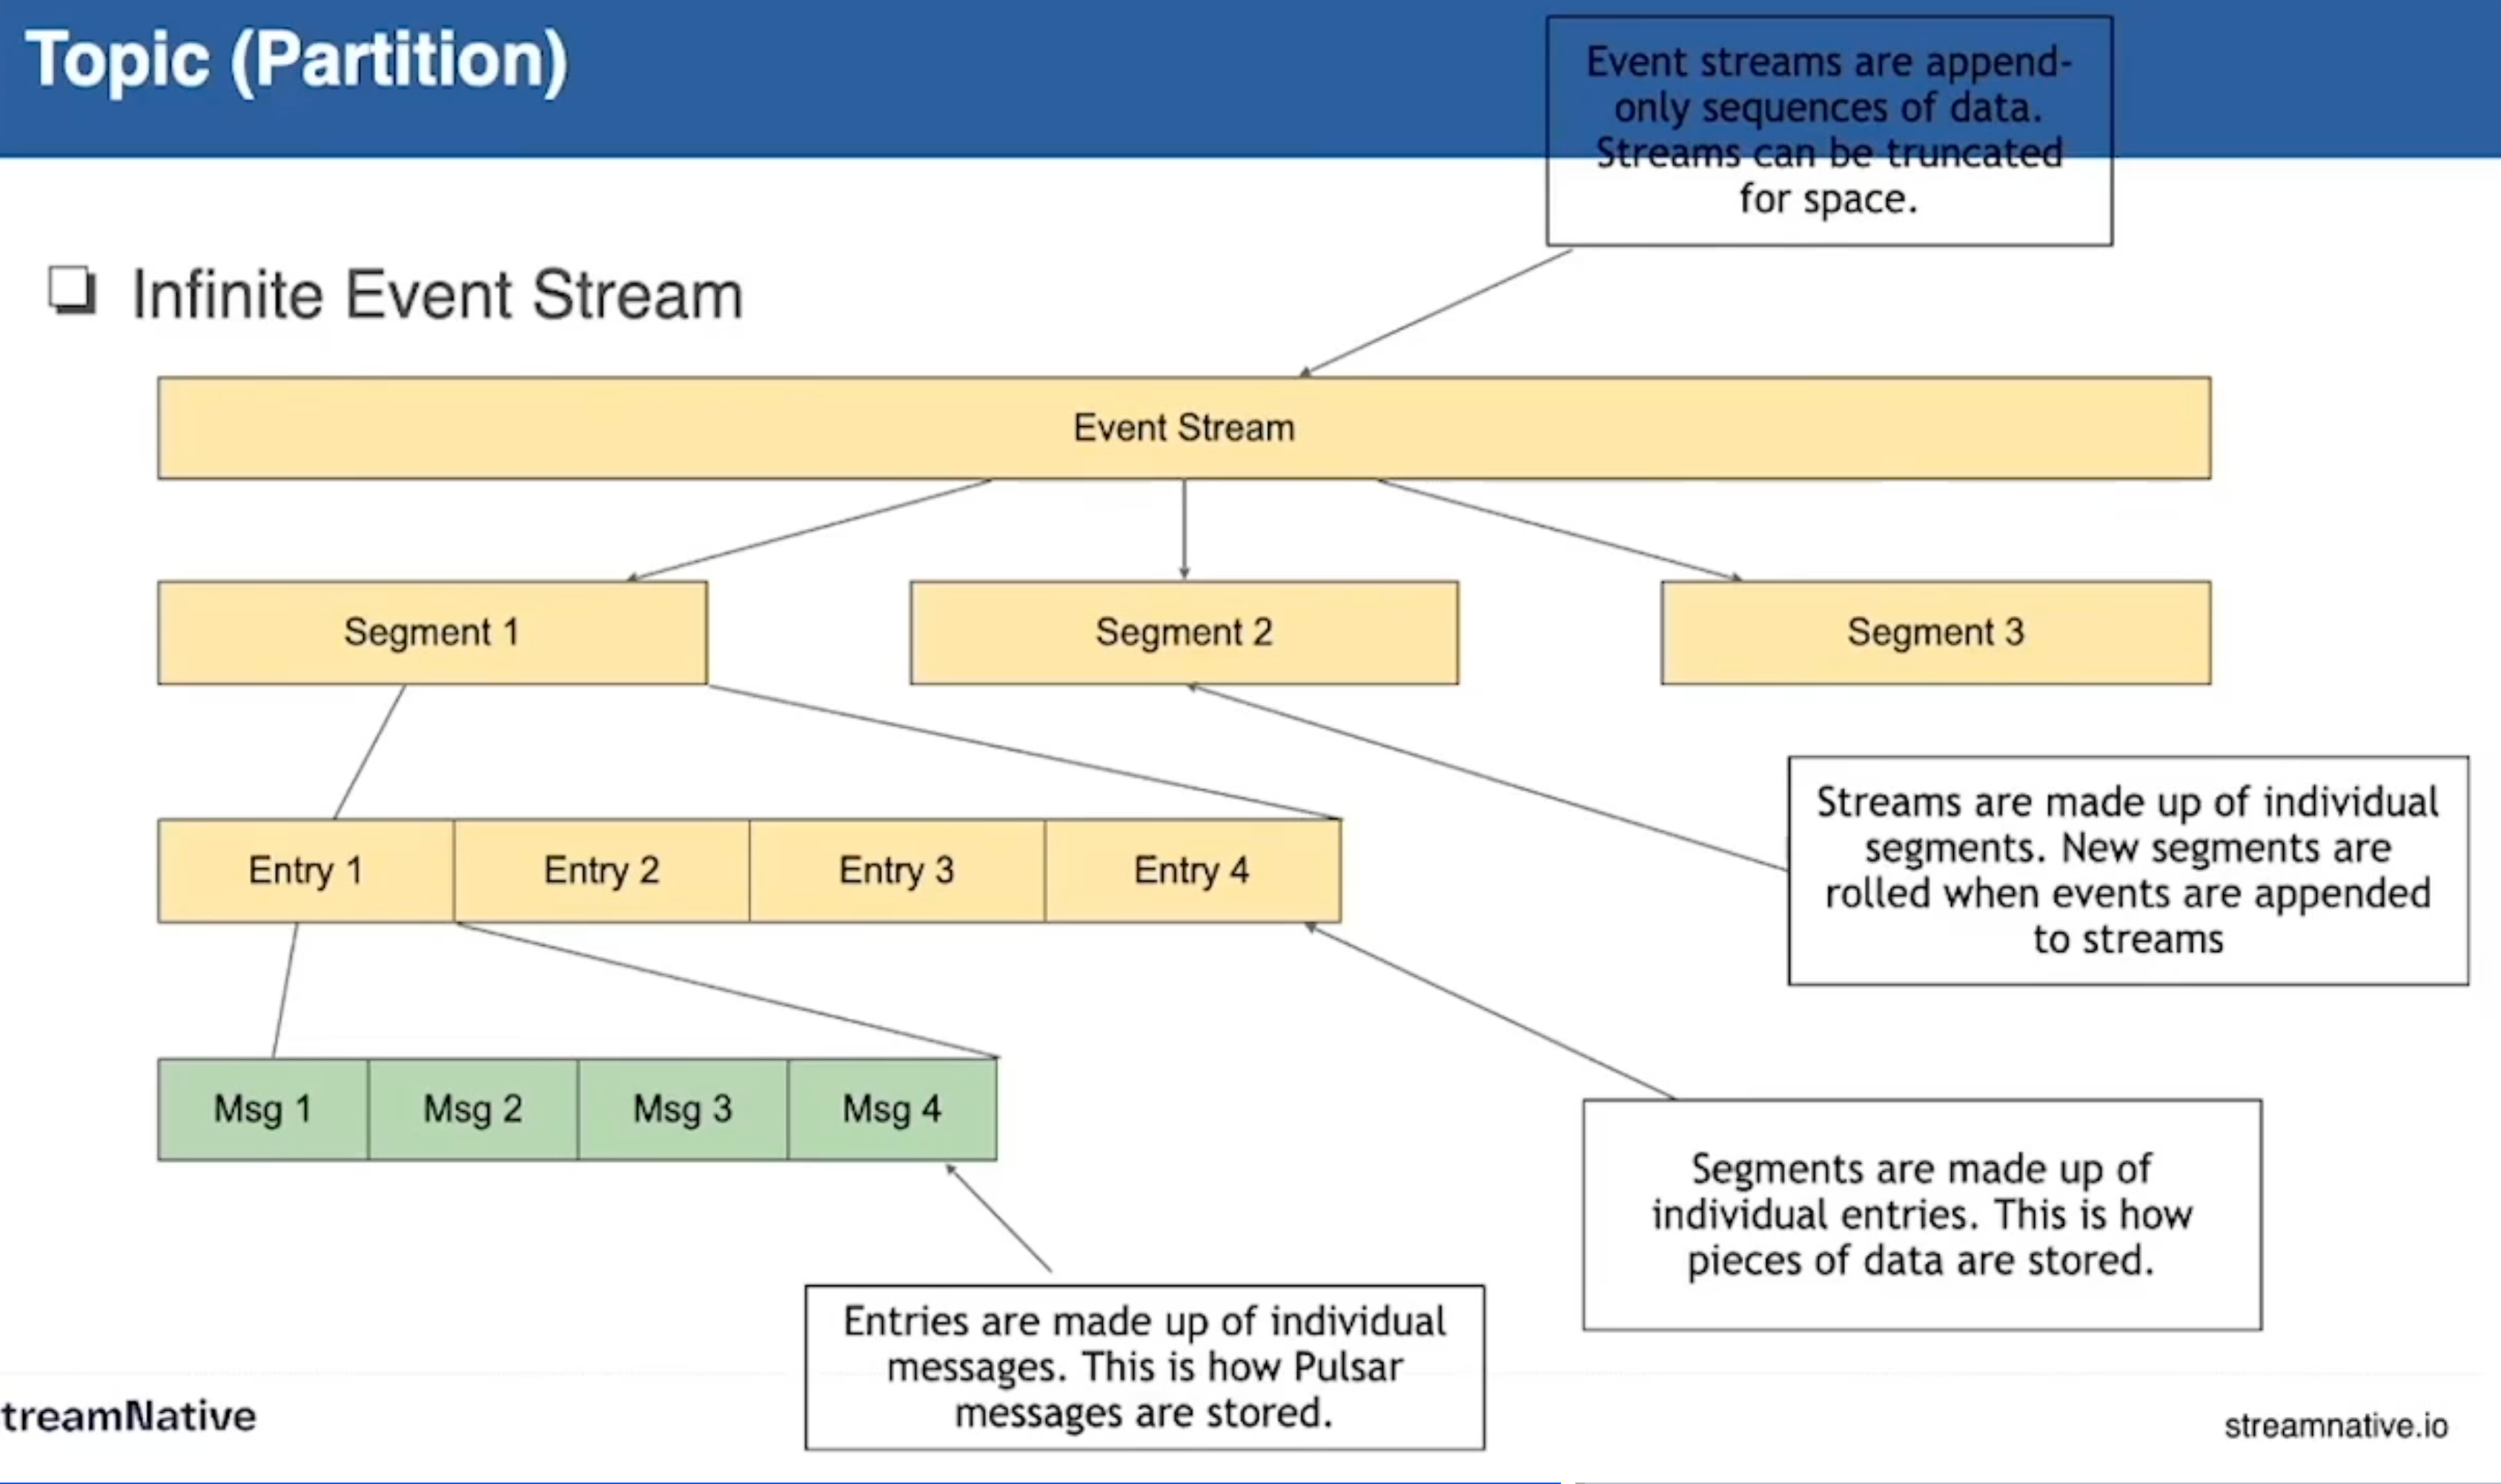 Topic (Partition)
Event streams are append-
only sequences of data.
Streams can be truncated
for space.
Infinite Event Stream
Event Stream
Segment 1
Segment 2
Segment 3
Entry 1
Entry 2
Entry 3
Entry 4
Streams are made up of individual
segments. New segments are
rolled when events are appended
to streams
Msg 1
Msg 2
Msg 3
Msg 4
Segments are made up of
individual entries. This is how
pieces of data are stored.
Entries are made up of individual
messages. This is how Pulsar
messages are stored.
treamNative
streamnative.io